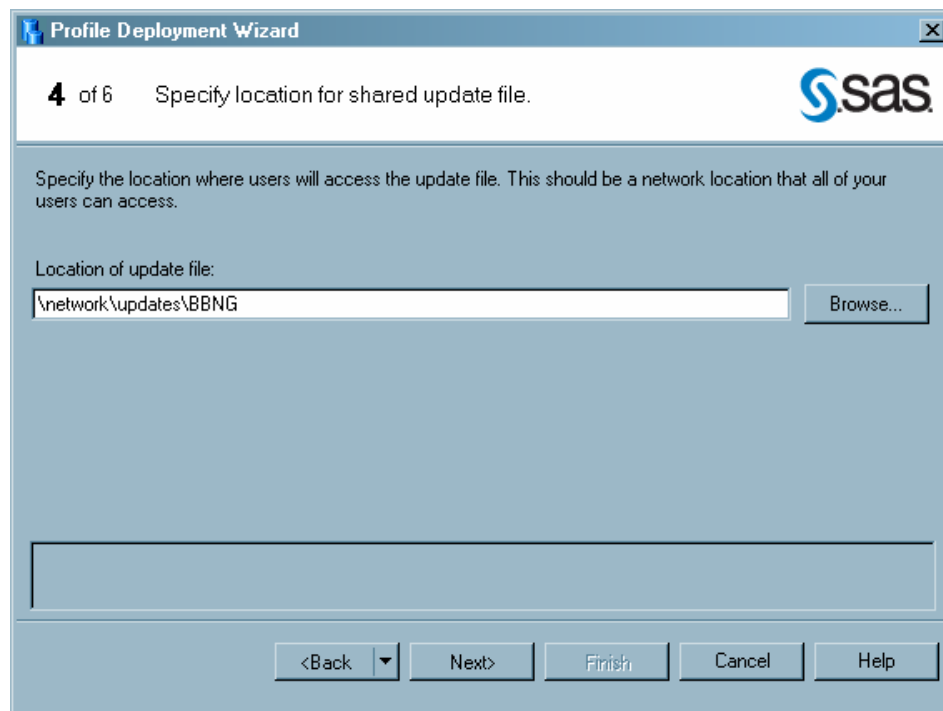 Profile Deployment Wizard
4 of 6 Specify location for shared update file.
sas
Specify the location where users will access the update file. This should be a network location that all of your
users can access.
Location of update file:
\network\updates\BBNG
Browse...
<Back
Next>
Finish
Cancel
Help